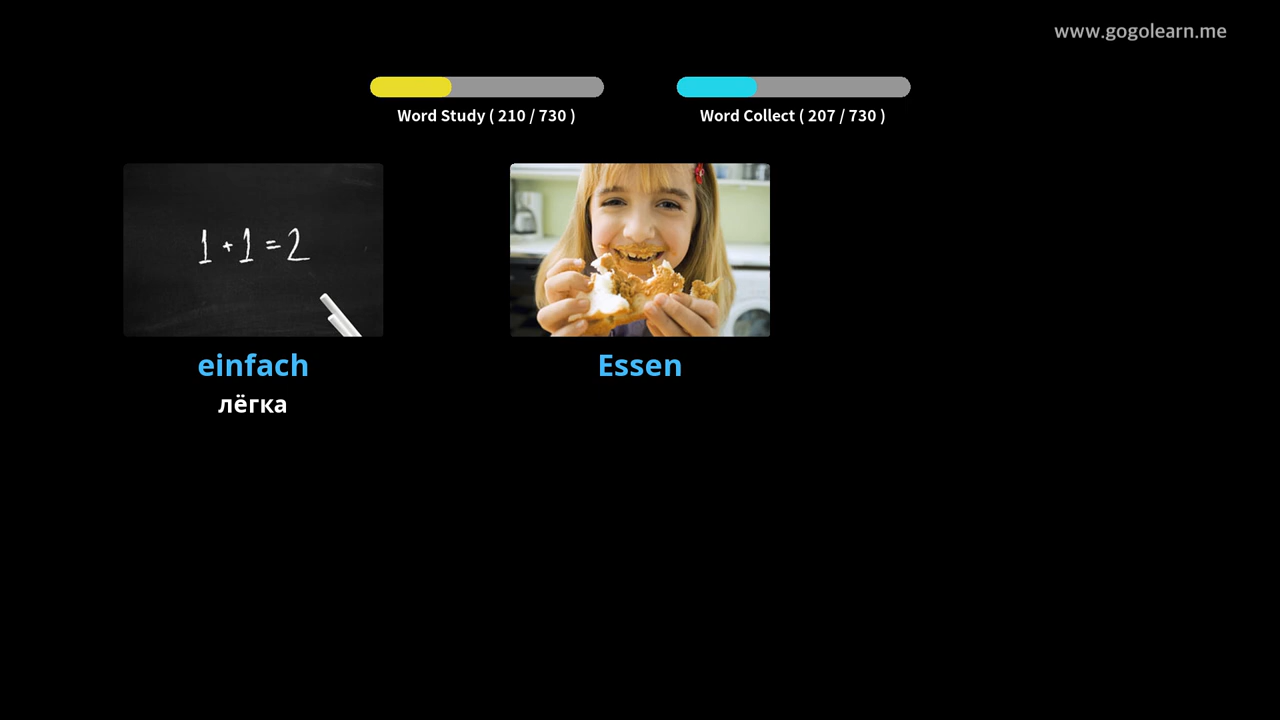 www.gogolearn.me
Word Study ( 210 / 730 )
Word Collect ( 207 / 730 )
1 + 1 = 2
einfach
Essen
лёгка